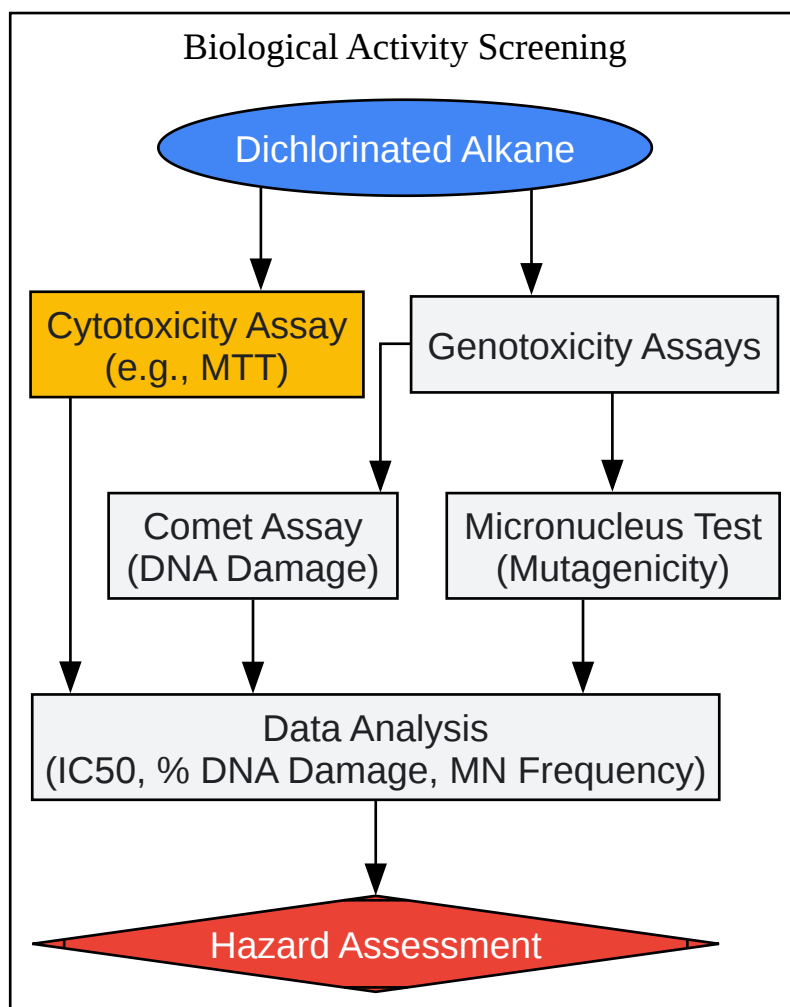 Biological Activity Screening
Dichlorinated Alkane
Cytotoxicity Assay
(e.g., MTT)
Genotoxicity Assays
Comet Assay
(DNA Damage)
Micronucleus Test
(Mutagenicity)
Data Analysis
(IC50, % DNA Damage, MN Frequency)
Hazard Assessment